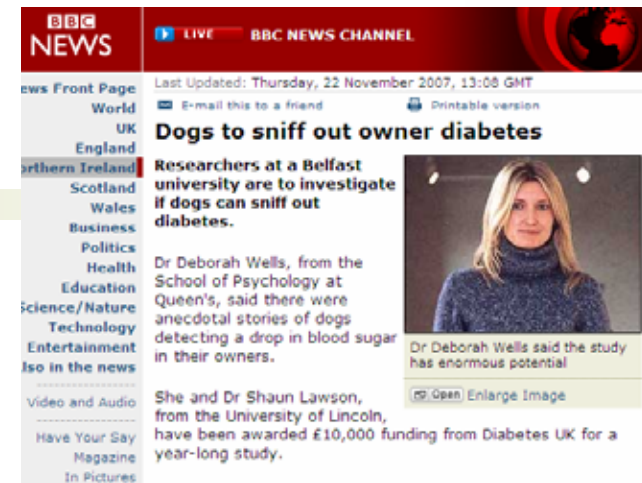 BBC
NEWS
LIVE BBC NEWS CHANNEL
ews Front Page
World
UK
England
orthern Ireland
Scotland
Wales
Business
Politics
Health
Education
Science/Nature
Technology
Entertainment
lso in the news
Video and Audio
Have Your Say
Magazine
In Pictures
Last Updated: Thursday, 22 November 2007, 13:08 GMT
E-mail this to a friend Printable version
Dogs to sniff out owner diabetes
Researchers at a Belfast
university are to investigate
if dogs can sniff out
diabetes.
Dr Deborah Wells, from the
School of Psychology at
Queen's, said there were
anecdotal stories of dogs
detecting a drop in blood sugar
in their owners.
Dr Deborah Wells said the study
has enormous potential
Open Enlarge Image
She and Dr Shaun Lawson,
from the University of Lincoln,
have been awarded £10,000 funding from Diabetes UK for a
year-long study.